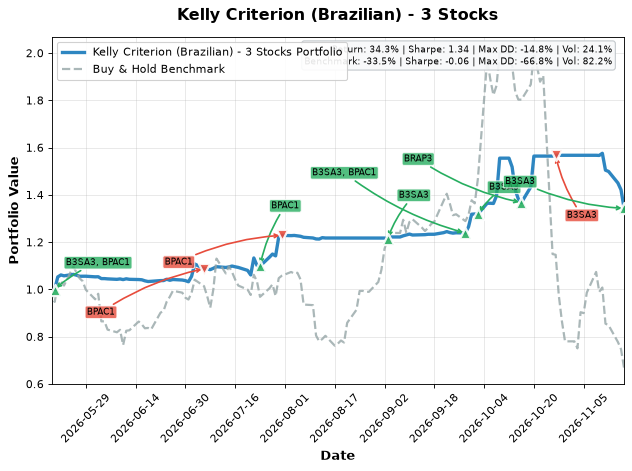 Kelly Criterion (Brazilian) - 3 Stocks
Kelly Criterion (Brazilian) - 3 Stocks Portfolio
Buy & Hold Benchmark
34.3% | Sharpe: 1.34 | Max DD: -14.8% | Vol: 24.1%
-33.5% | Sharpe: -0.06 | Max DD: -66.8% | Vol: 82.2%
Portfolio Value
2.0
1.8
1.6
1.4
1.2
1.0
0.8
0.6
BRAP3
B3SA3, BPAC1
B3SA3
B3SA3
BPAC1
B3SA3
B3SA3, BPAC1
BPAC1
BPAC1
2026-05-29
2026-06-14
2026-06-30
2026-07-16
2026-08-01
2026-08-17
2026-09-02
2026-09-18
2026-10-04
2026-10-20
2026-11-05
Date